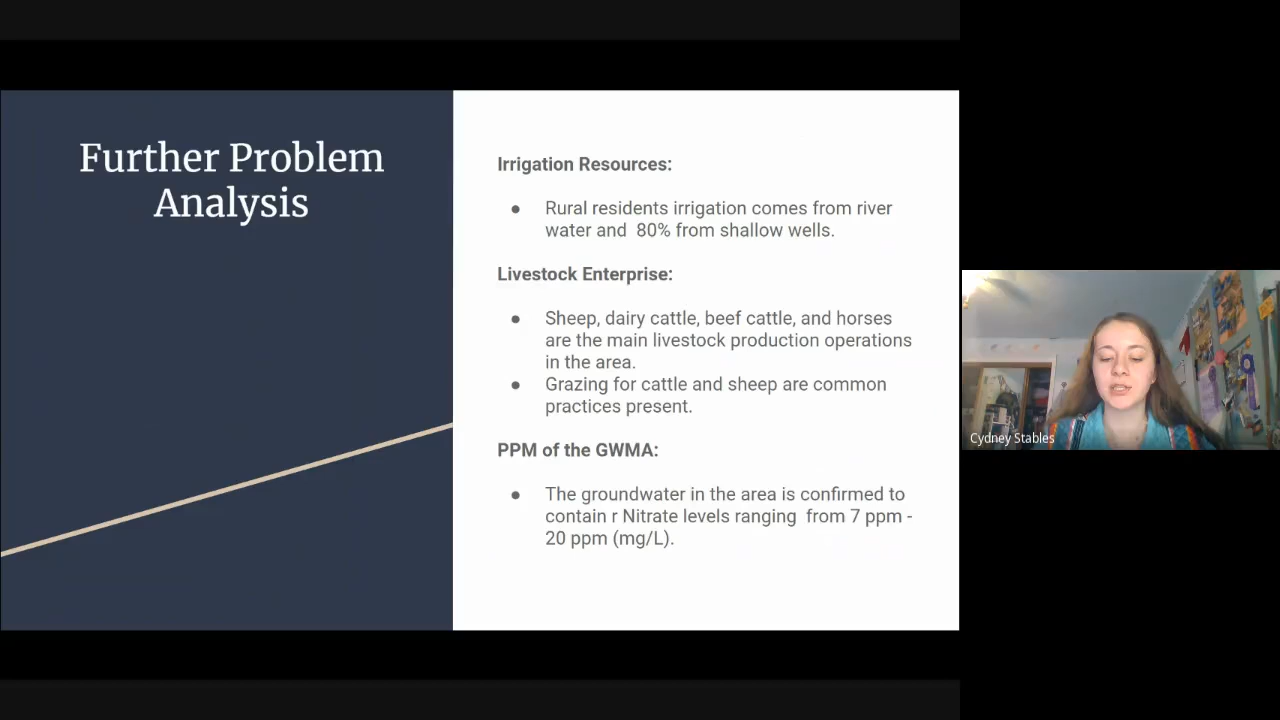 Further Problem
Analysis
Irrigation Resources:
● Rural residents irrigation comes from river
water and  80% from shallow wells.
Livestock Enterprise:
● Sheep, dairy cattle, beef cattle, and horses
are the main livestock production operations
in the area.
● Grazing for cattle and sheep are common
practices present.
PPM of the GWMA:
● The groundwater in the area is confirmed to
contain r Nitrate levels ranging  from 7 ppm -
20 ppm (mg/L).
Cydney Stables